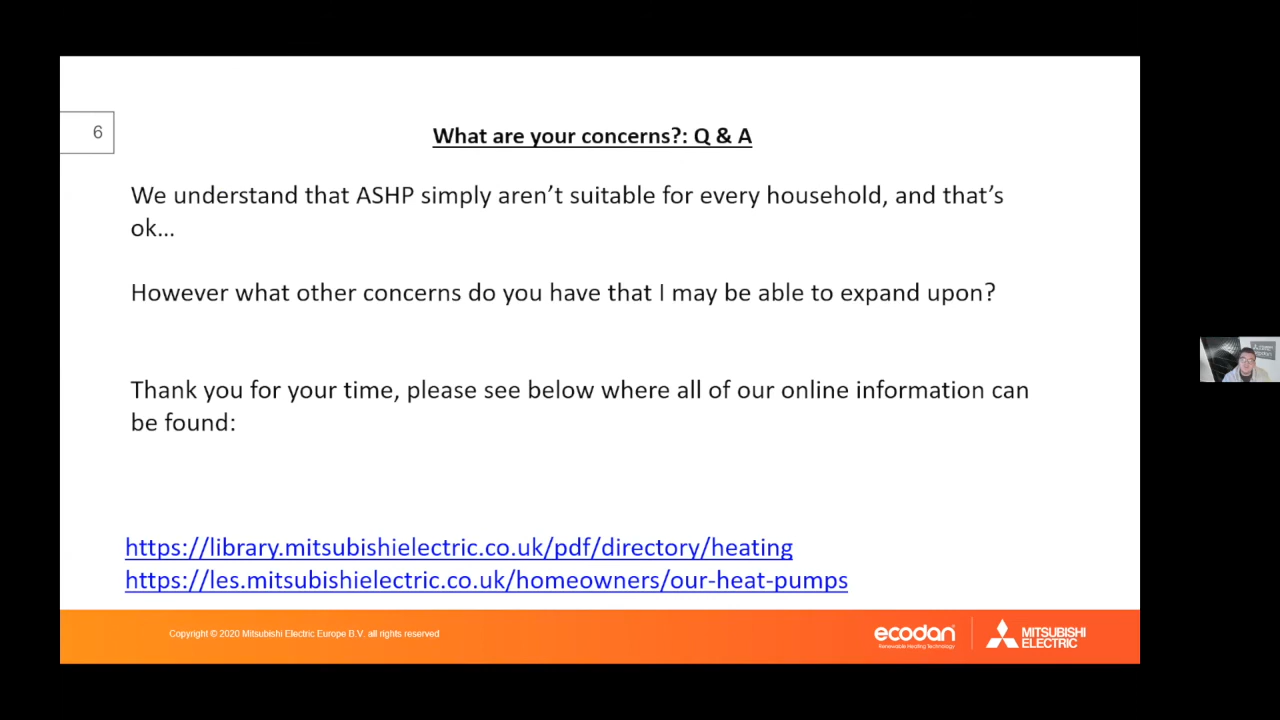 6
What are your concerns?: Q & A
We understand that ASHP simply aren’t suitable for every household, and that’s
ok...
However what other concerns do you have that I may be able to expand upon?
Thank you for your time, please see below where all of our online information can
be found:
https://library.mitsubishielectric.co.uk/pdf/directory/heating
https://les.mitsubishielectric.co.uk/homeowners/our-heat-pumps
Copyright © 2020 Mitsubishi Electric Europe B.V. all rights reserved
ecodan
Renewable Heating Technology
MITSUBISHI
ELECTRIC